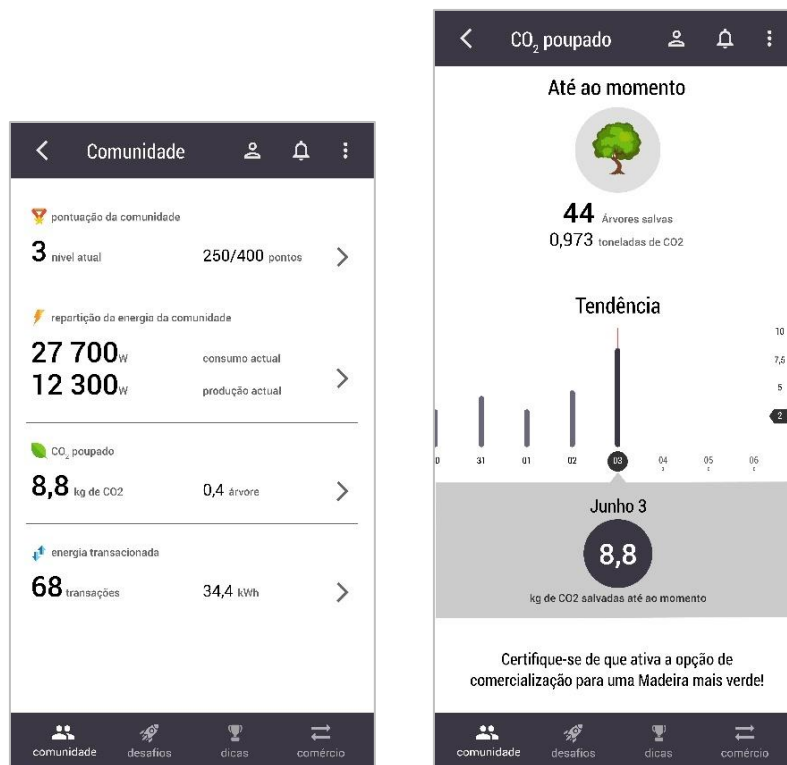 Comunidade
pontuação da comunidade
3 nível atual 250/400 pontos
repartição da energia da comunidade
27 700 W consumo actual
12 300 W produção actual
CO₂ poupado
8,8 kg de CO2 0,4 árvore
energia transacionada
68 transações 34,4 kWh
comunidade desafios dicas comércio
CO₂ poupado
Até ao momento
44 Árvores salvas
0,973 toneladas de CO2
Tendência
10
7,5
5
2
0 31 01 02 03 04 05 06
Junho 3
8,8
kg de CO2 salvadas até ao momento
Certifique-se de que ativa a opção de
comercialização para uma Madeira mais verde!
comunidade desafios dicas comércio